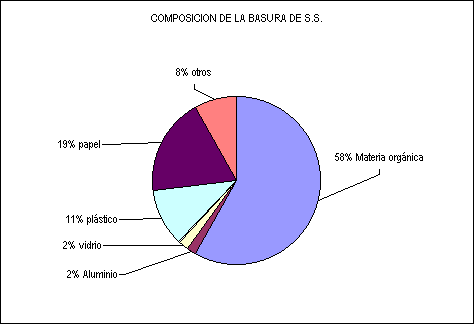 COMPOSICION DE LA BASURA DE S.S.
8% otros
19% papel
58% Materia orgánica
11% plástico
2% vidrio
2% Aluminio